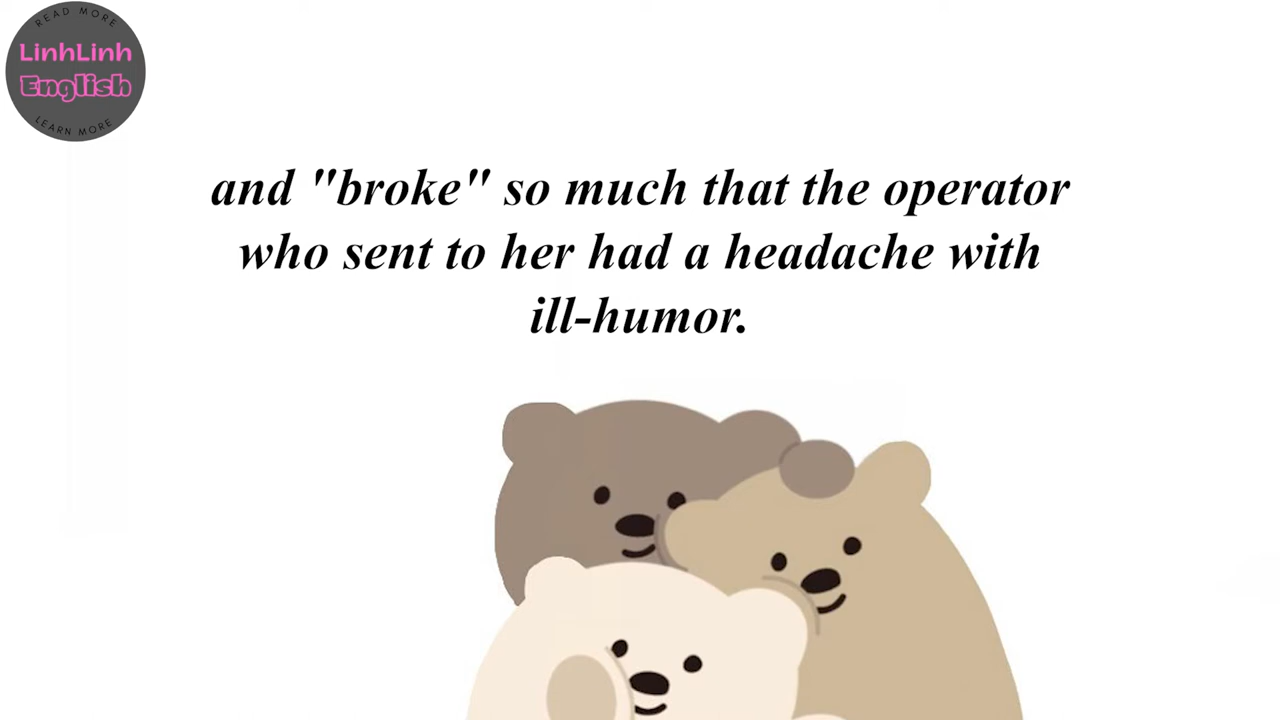 READ MORE
LinhLinh
English
LEARN MORE
and "broke" so much that the operator
who sent to her had a headache with
ill-humor.